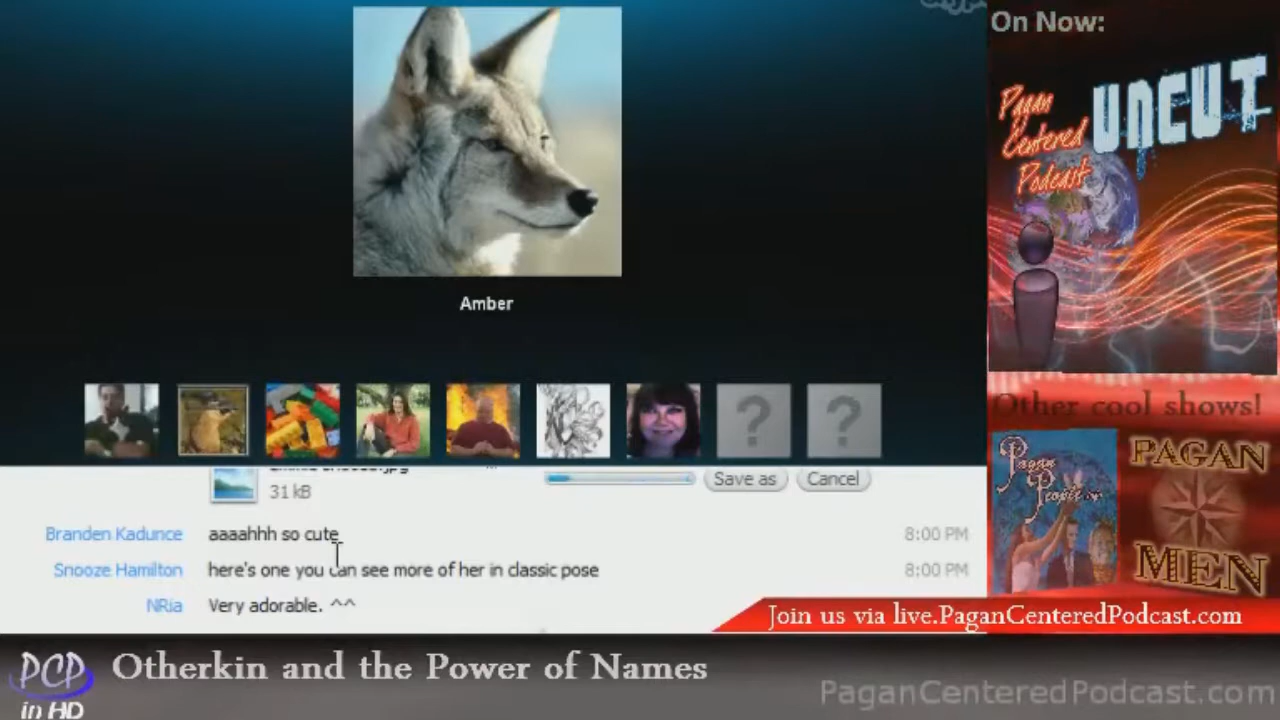 On Now:
Pagan
Centered
Podcast
UNCUT
Amber
31 kB
Save as
Cancel
Branden Kadunce
aaaahhh so cute
8:00 PM
Snooze Hamilton
here's one you can see more of her in classic pose
8:00 PM
NRia
Very adorable. ^^
Other cool shows!
Pagan
People
PAGAN
MEN
Join us via live.PaganCenteredPodcast.com
PCP
in HD
Otherkin and the Power of Names
PaganCenteredPodcast.com